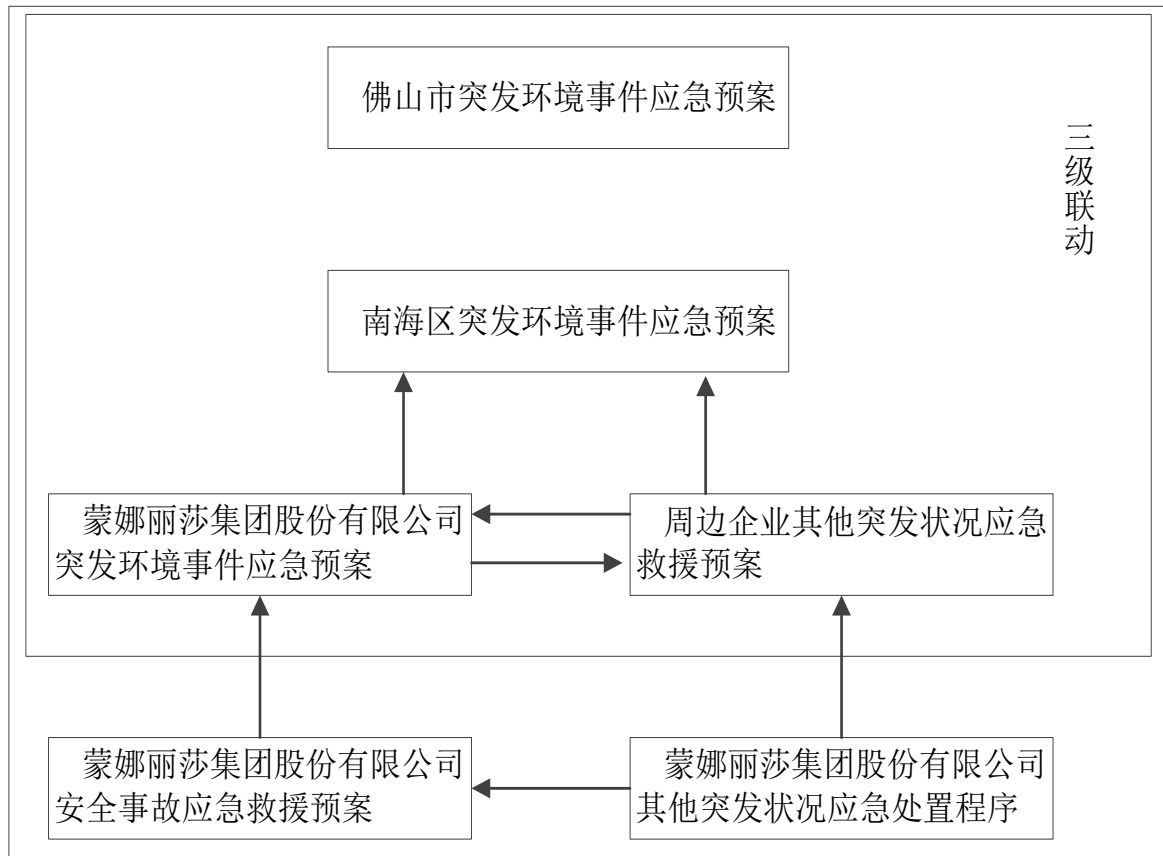 佛山市突发环境事件应急预案
三级联动
南海区突发环境事件应急预案
蒙娜丽莎集团股份有限公司
突发环境事件应急预案
周边企业其他突发状况应急
救援预案
蒙娜丽莎集团股份有限公司
安全事故应急救援预案
蒙娜丽莎集团股份有限公司
其他突发状况应急处置程序